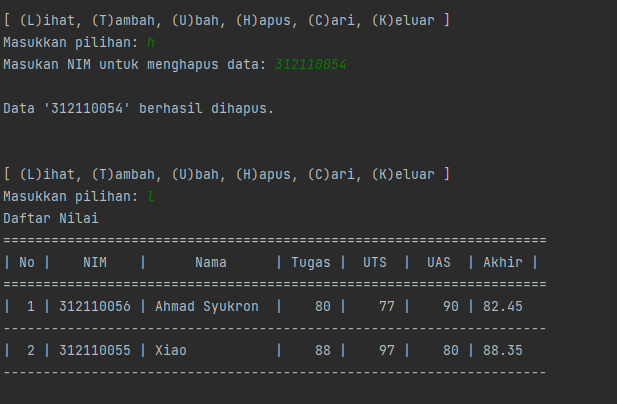 [ (L)ihat, (T)ambah, (U)bah, (H)apus, (C)ari, (K)eluar ]
Masukkan pilihan: h
Masukan NIM untuk menghapus data: 312110054
Data '312110054' berhasil dihapus.
[ (L)ihat, (T)ambah, (U)bah, (H)apus, (C)ari, (K)eluar ]
Masukkan pilihan: l
Daftar Nilai
====================================================================
| No |    NIM    |      Nama      | Tugas |  UTS  |  UAS  | Akhir |
====================================================================
|  1 | 312110056 | Ahmad Syukron  |    80 |    77 |    90 | 82.45
--------------------------------------------------------------------
|  2 | 312110055 | Xiao           |    88 |    97 |    80 | 88.35
--------------------------------------------------------------------